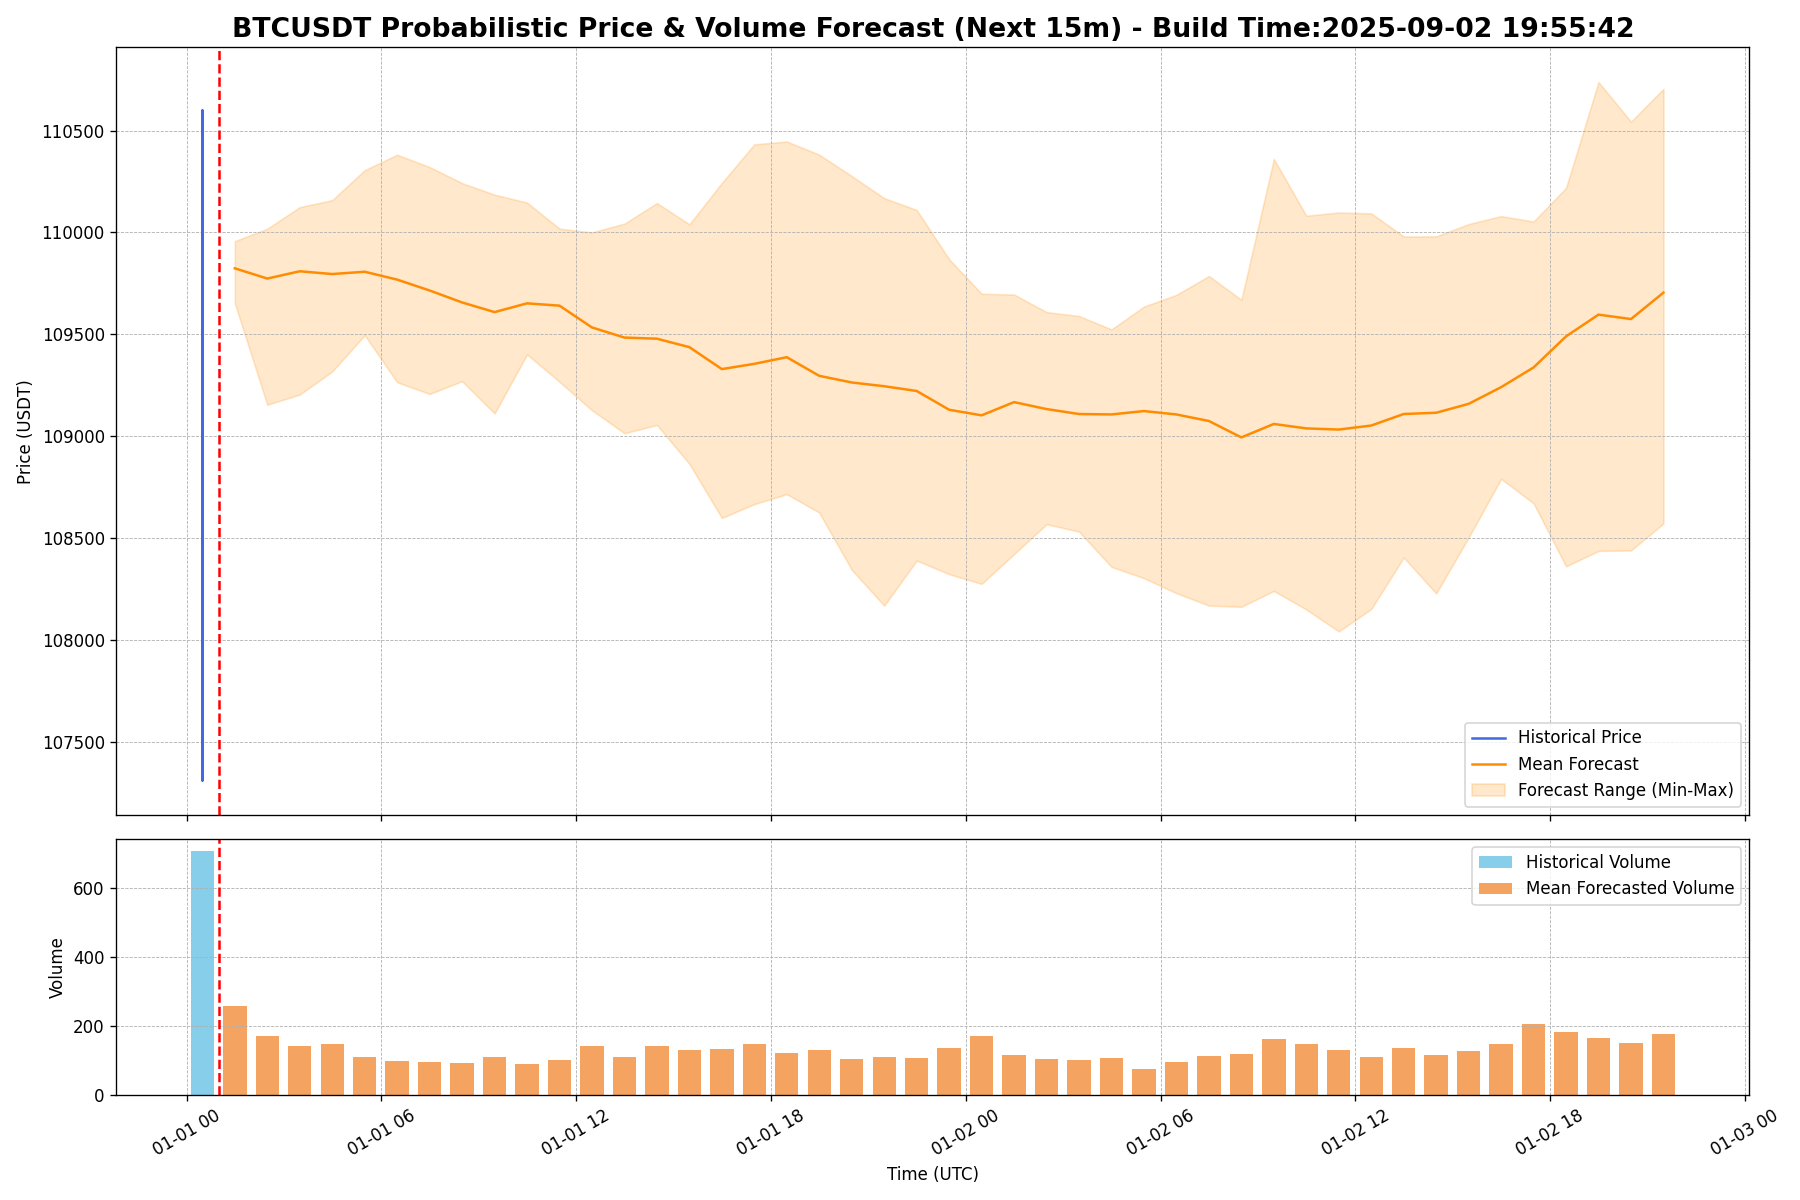 BTCUSDT Probabilistic Price & Volume Forecast (Next 15m) - Build Time:2025-09-02 19:55:42
Price (USDT)
110500
110000
109500
109000
108500
108000
107500
Historical Price
Mean Forecast
Forecast Range (Min-Max)
Volume
600
400
200
0
Historical Volume
Mean Forecasted Volume
01-01 00
01-01 06
01-01 12
01-01 18
01-02 00
01-02 06
01-02 12
01-02 18
01-03 00
Time (UTC)